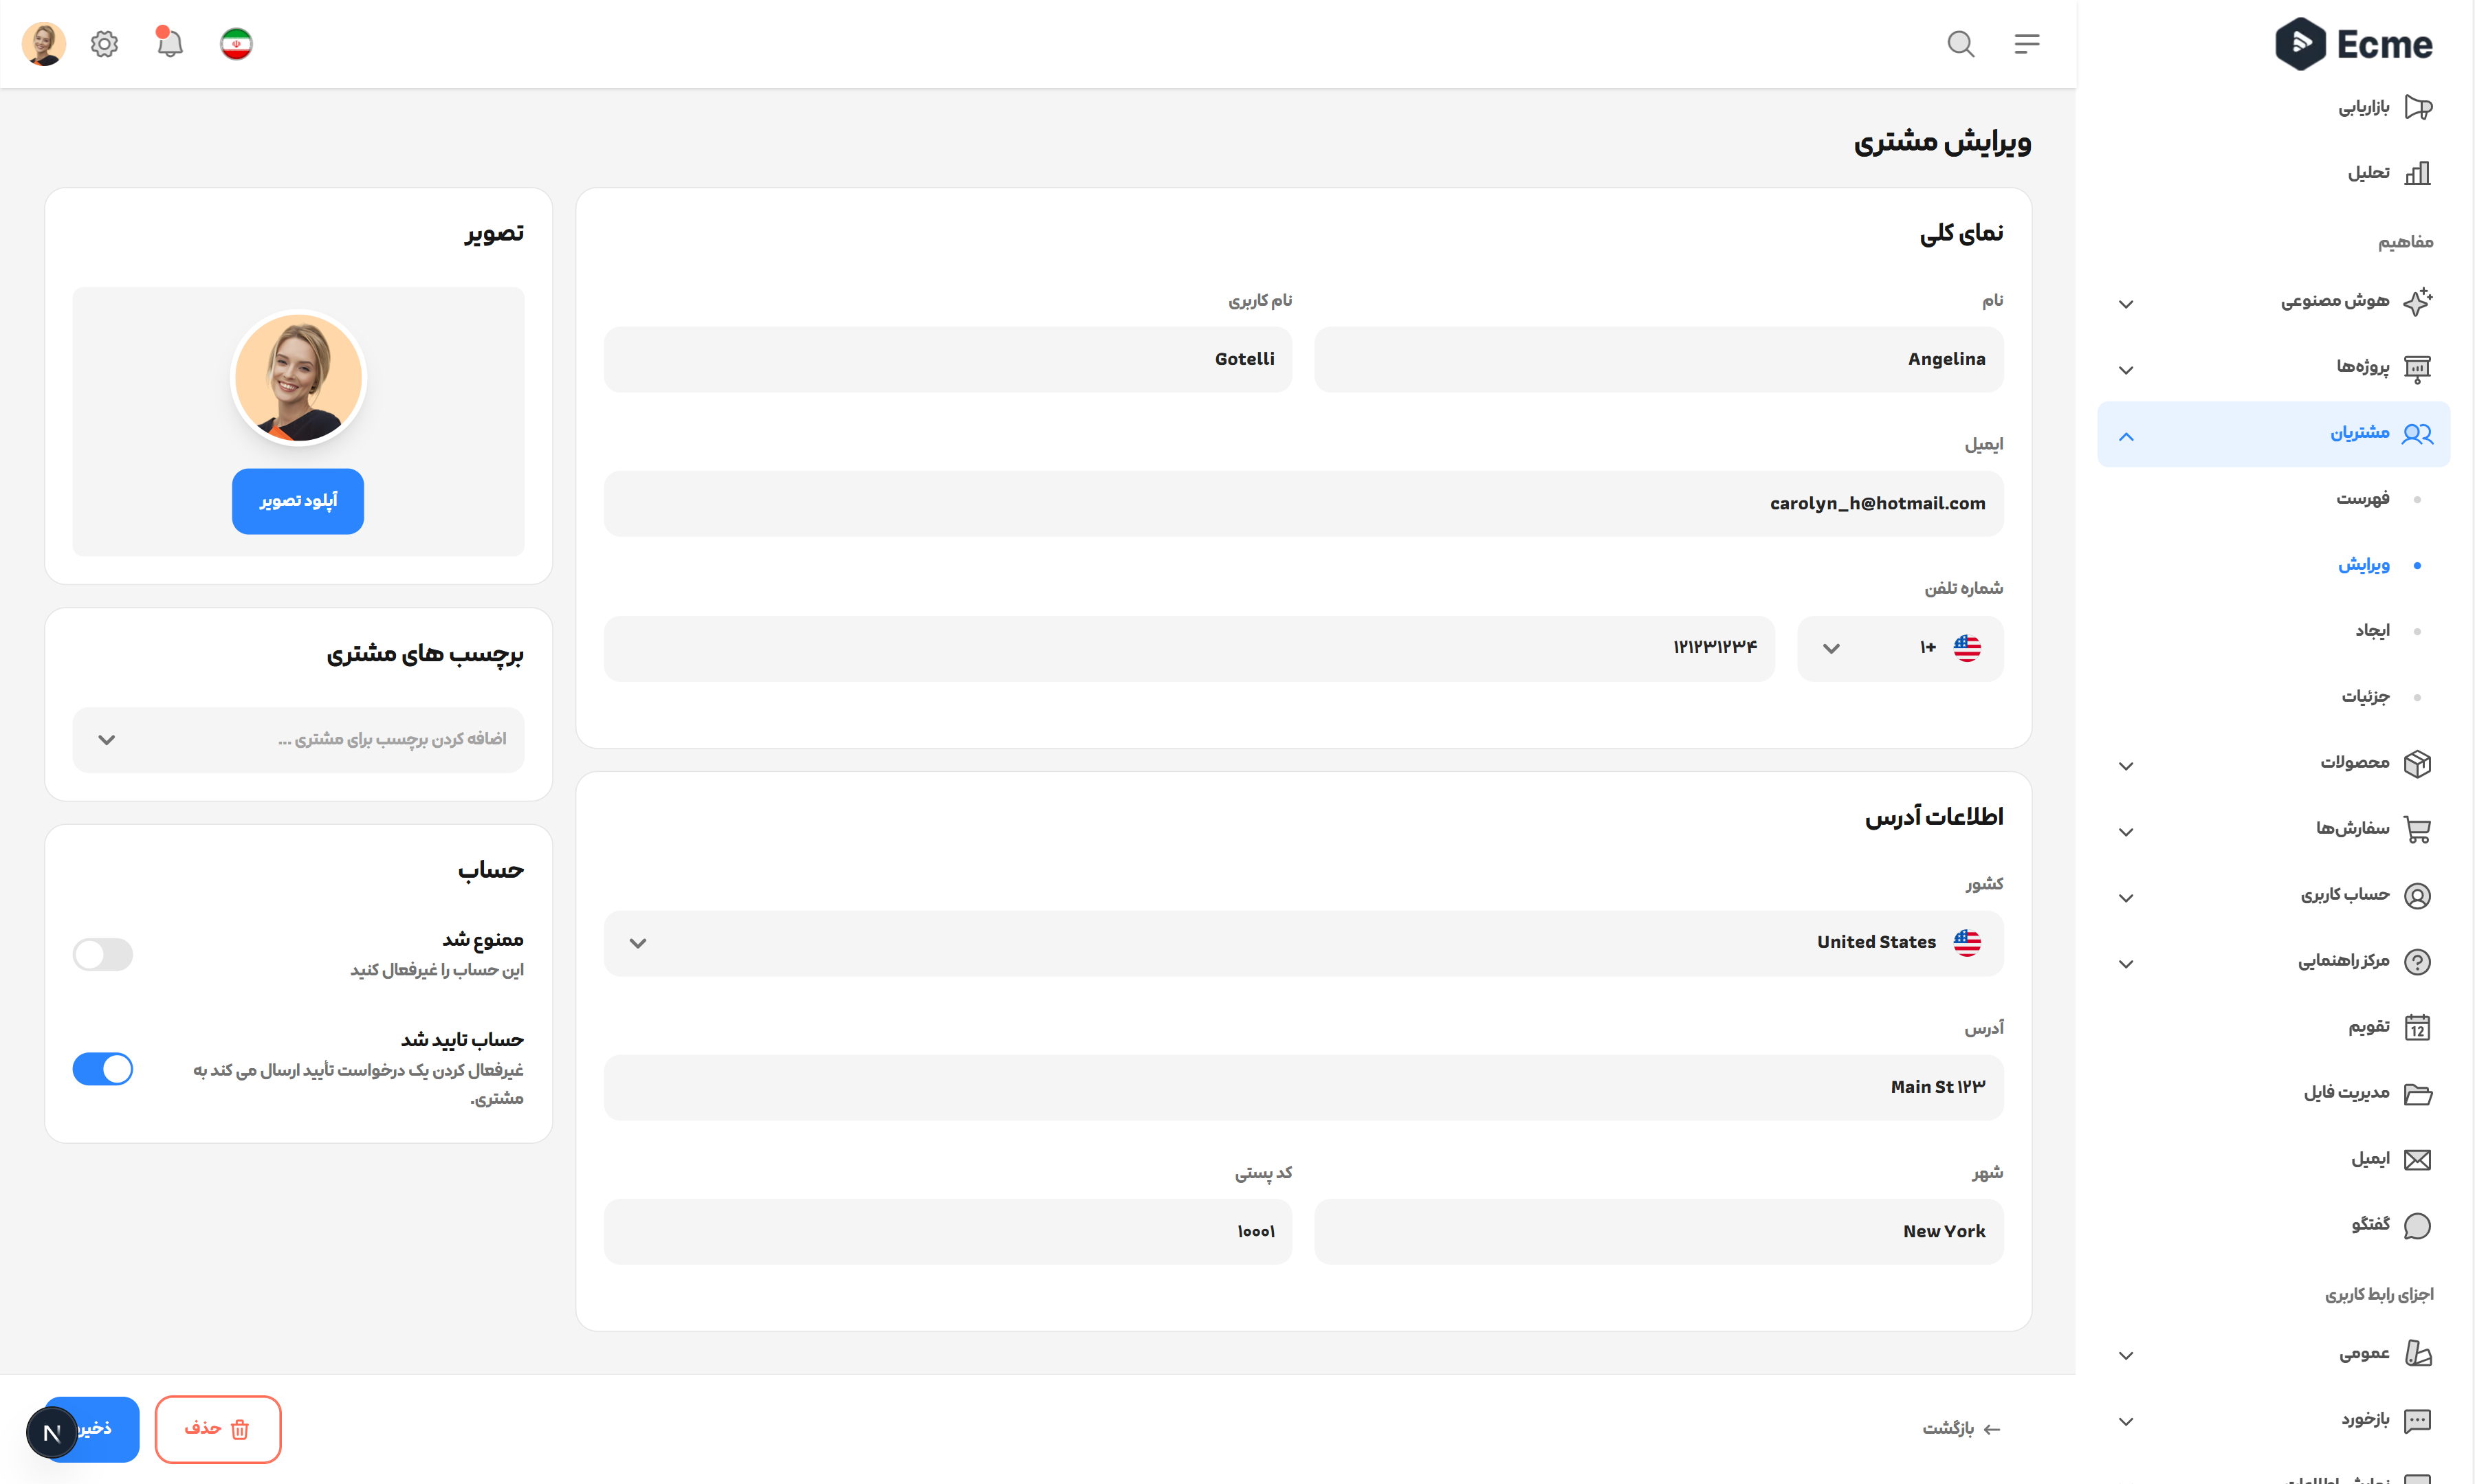 Ecme
بازاریابی
تحلیل
مفاهیم
هوش مصنوعی
پروژه‌ها
مشتریان
فهرست
ویرایش
ایجاد
جزئیات
محصولات
سفارش‌ها
حساب کاربری
مرکز راهنمایی
تقویم
12
مدیریت فایل
ایمیل
گفتگو
اجزای رابط کاربری
عمومی
بازخورد
ویرایش مشتری
نمای کلی
نام
نام کاربری
Angelina
Gotelli
ایمیل
carolyn_h@hotmail.com
شماره تلفن
+۱
۱۲۱۲۳۱۲۳۴
اطلاعات آدرس
کشور
United States
آدرس
۱۲۳ Main St
شهر
کد پستی
New York
۱۰۰۰۱
تصویر
آپلود تصویر
برچسب های مشتری
اضافه کردن برچسب برای مشتری ...
حساب
ممنوع شد
این حساب را غیرفعال کنید
حساب تایید شد
غیرفعال کردن یک درخواست تأیید ارسال می کند به
مشتری.
بازگشت
حذف
N